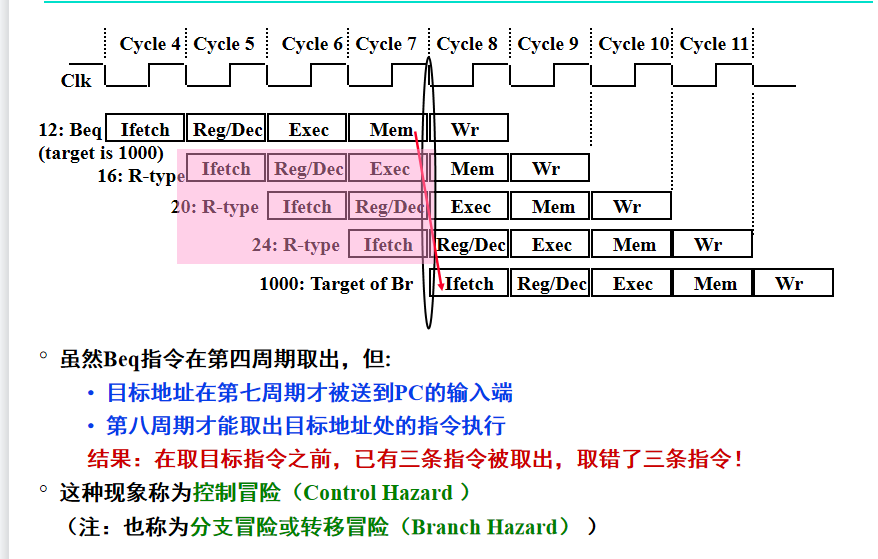 Cycle 4 Cycle 5 Cycle 6 Cycle 7 Cycle 8 Cycle 9 Cycle 10 Cycle 11
Clk
12: Beq Ifetch Reg/Dec Exec Mem Wr
(target is 1000)
16: R-type Ifetch Reg/Dec Exec Mem Wr
20: R-type Ifetch Reg/Dec Exec Mem Wr
24: R-type Ifetch Reg/Dec Exec Mem Wr
1000: Target of Br Ifetch Reg/Dec Exec Mem Wr
° 虽然Beq指令在第四周期取出，但:
• 目标地址在第七周期才被送到PC的输入端
• 第八周期才能取出目标地址处的指令执行
结果：在取目标指令之前，已有三条指令被取出，取错了三条指令！
° 这种现象称为控制冒险（Control Hazard ）
（注：也称为分支冒险或转移冒险（Branch Hazard） ）